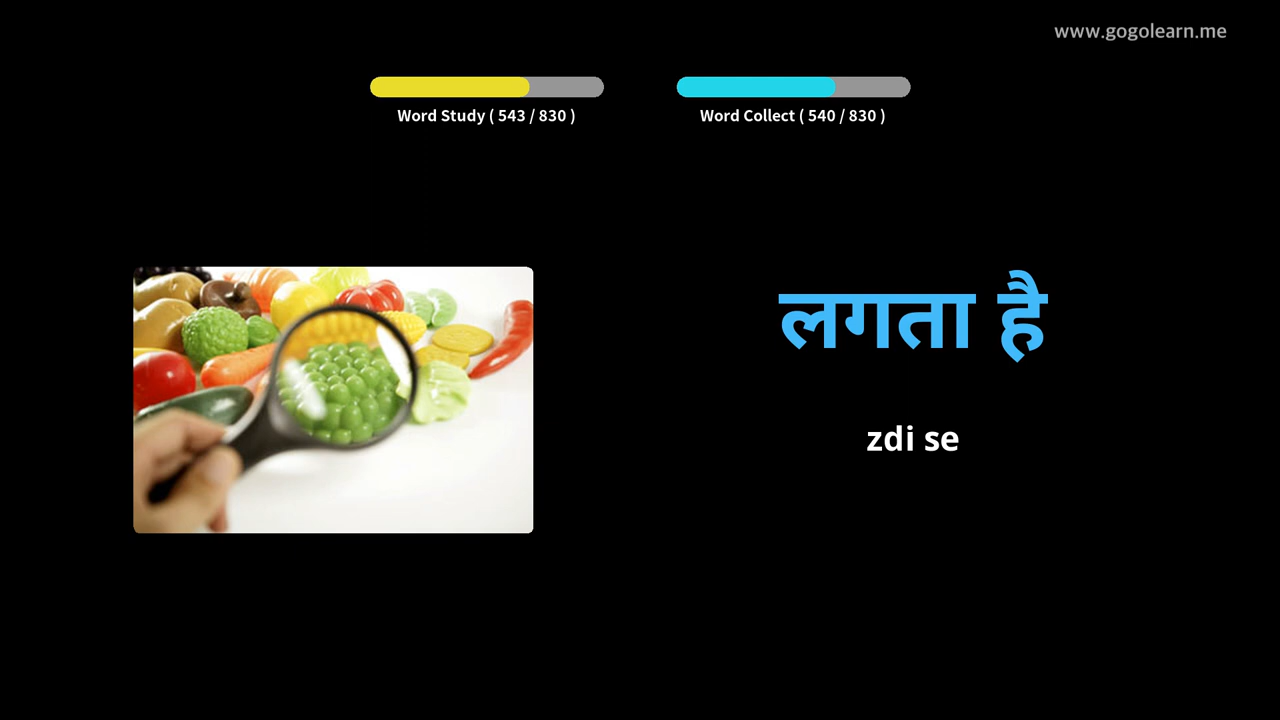 www.gogolearn.me
Word Study ( 543 / 830 )
Word Collect ( 540 / 830 )
लगता है
zdi se